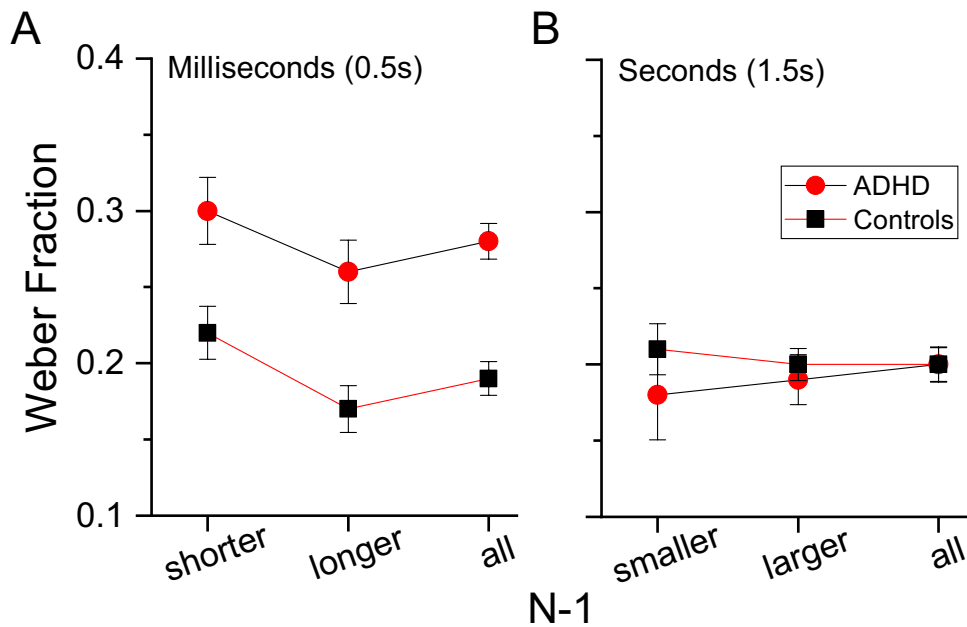 A
B
Milliseconds (0.5s)
Seconds (1.5s)
ADHD
Controls
Weber Fraction
0.4
0.3
0.2
0.1
shorter
longer
all
smaller
larger
all
N-1